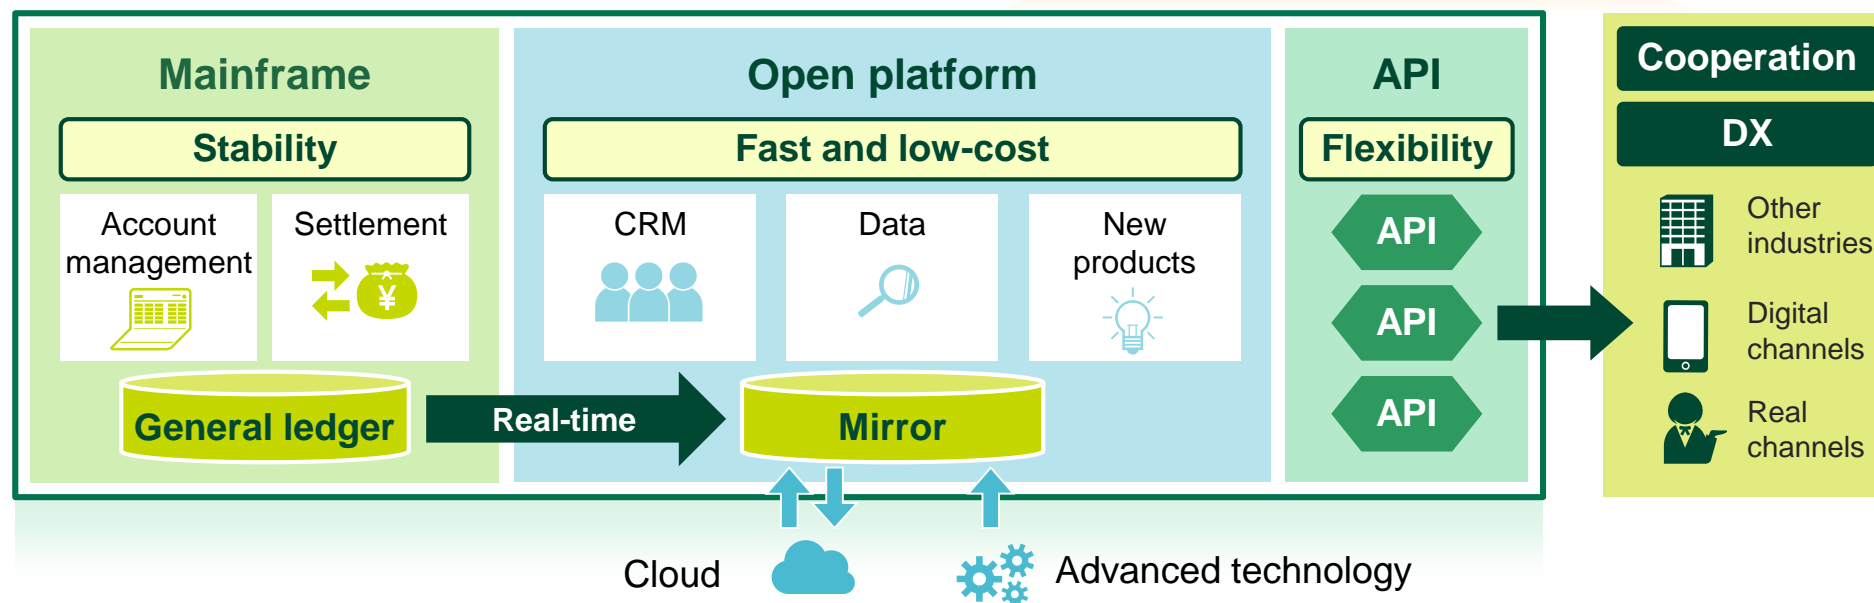 Mainframe
Stability
Account
management
Settlement
¥
General ledger
Real-time
Open platform
Fast and low-cost
CRM
Data
New
products
Mirror
API
Flexibility
API
API
API
Cooperation
DX
Other
industries
Digital
channels
Real
channels
Cloud
Advanced technology